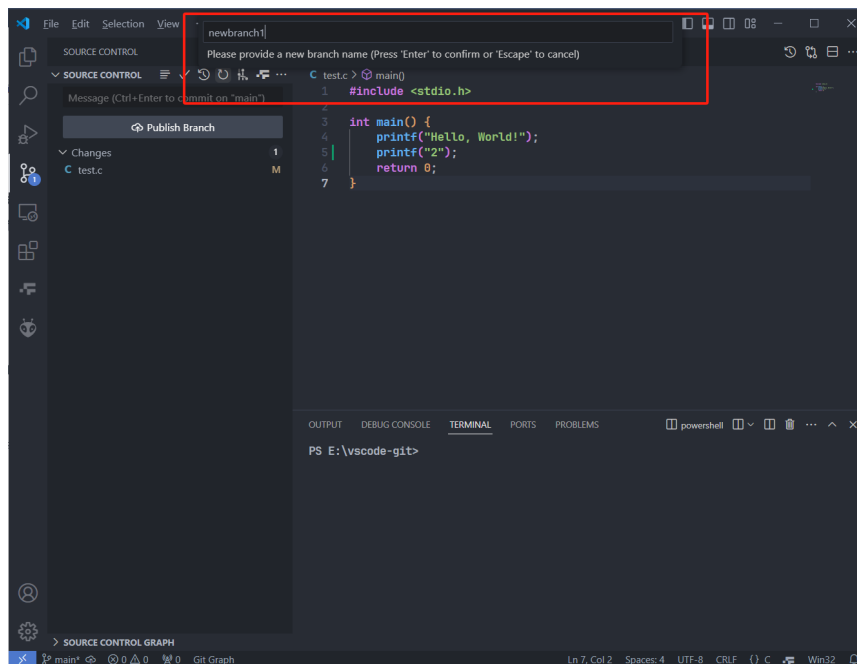 File Edit Selection View
newbranch1
Please provide a new branch name (Press 'Enter' to confirm or 'Escape' to cancel)
SOURCE CONTROL
SOURCE CONTROL
Message (Ctrl+Enter to commit on "main")
Publish Branch
Changes 1
C test.c M
C test.c > main()
1 #include <stdio.h>
2
3 int main() {
4 printf("Hello, World!");
5 printf("2");
6 return 0;
7 }
1
OUTPUT DEBUG CONSOLE TERMINAL PORTS PROBLEMS powershell
PS E:\vscode-git>
SOURCE CONTROL GRAPH
main* 0 0 0 Git Graph Ln 7, Col 2 Spaces: 4 UTF-8 CRLF {} C Win32